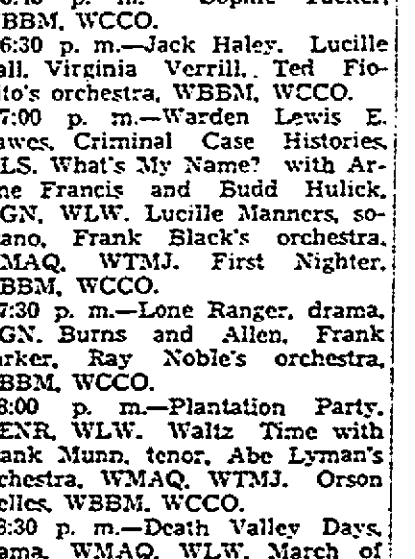 p. m.— Sophie Tucker,
BBM, WCCO.
6:30 p. m.—Jack Haley. Lucille
all. Virginia Verrill. Ted Fio-
ito's orchestra, WBBM, WCCO.
7:00 p. m.—Warden Lewis E.
awes, Criminal Case Histories,
LS. What's My Name? with Ar-
ne Francis and Budd Hulick,
GN, WLW. Lucille Manners, so-
ano, Frank Black's orchestra,
MAQ, WTMJ. First Nighter,
BBM, WCCO.
7:30 p. m.—Lone Ranger, drama,
GN. Burns and Allen, Frank
arker, Ray Noble's orchestra,
BBM, WCCO.
8:00 p. m.—Plantation Party,
ENR, WLW. Waltz Time with
ank Munn, tenor, Abe Lyman's
chestra, WMAQ, WTMJ. Orson
elles, WBBM, WCCO.
8:30 p. m.—Death Valley Days,
ama, WMAQ, WLW. March of